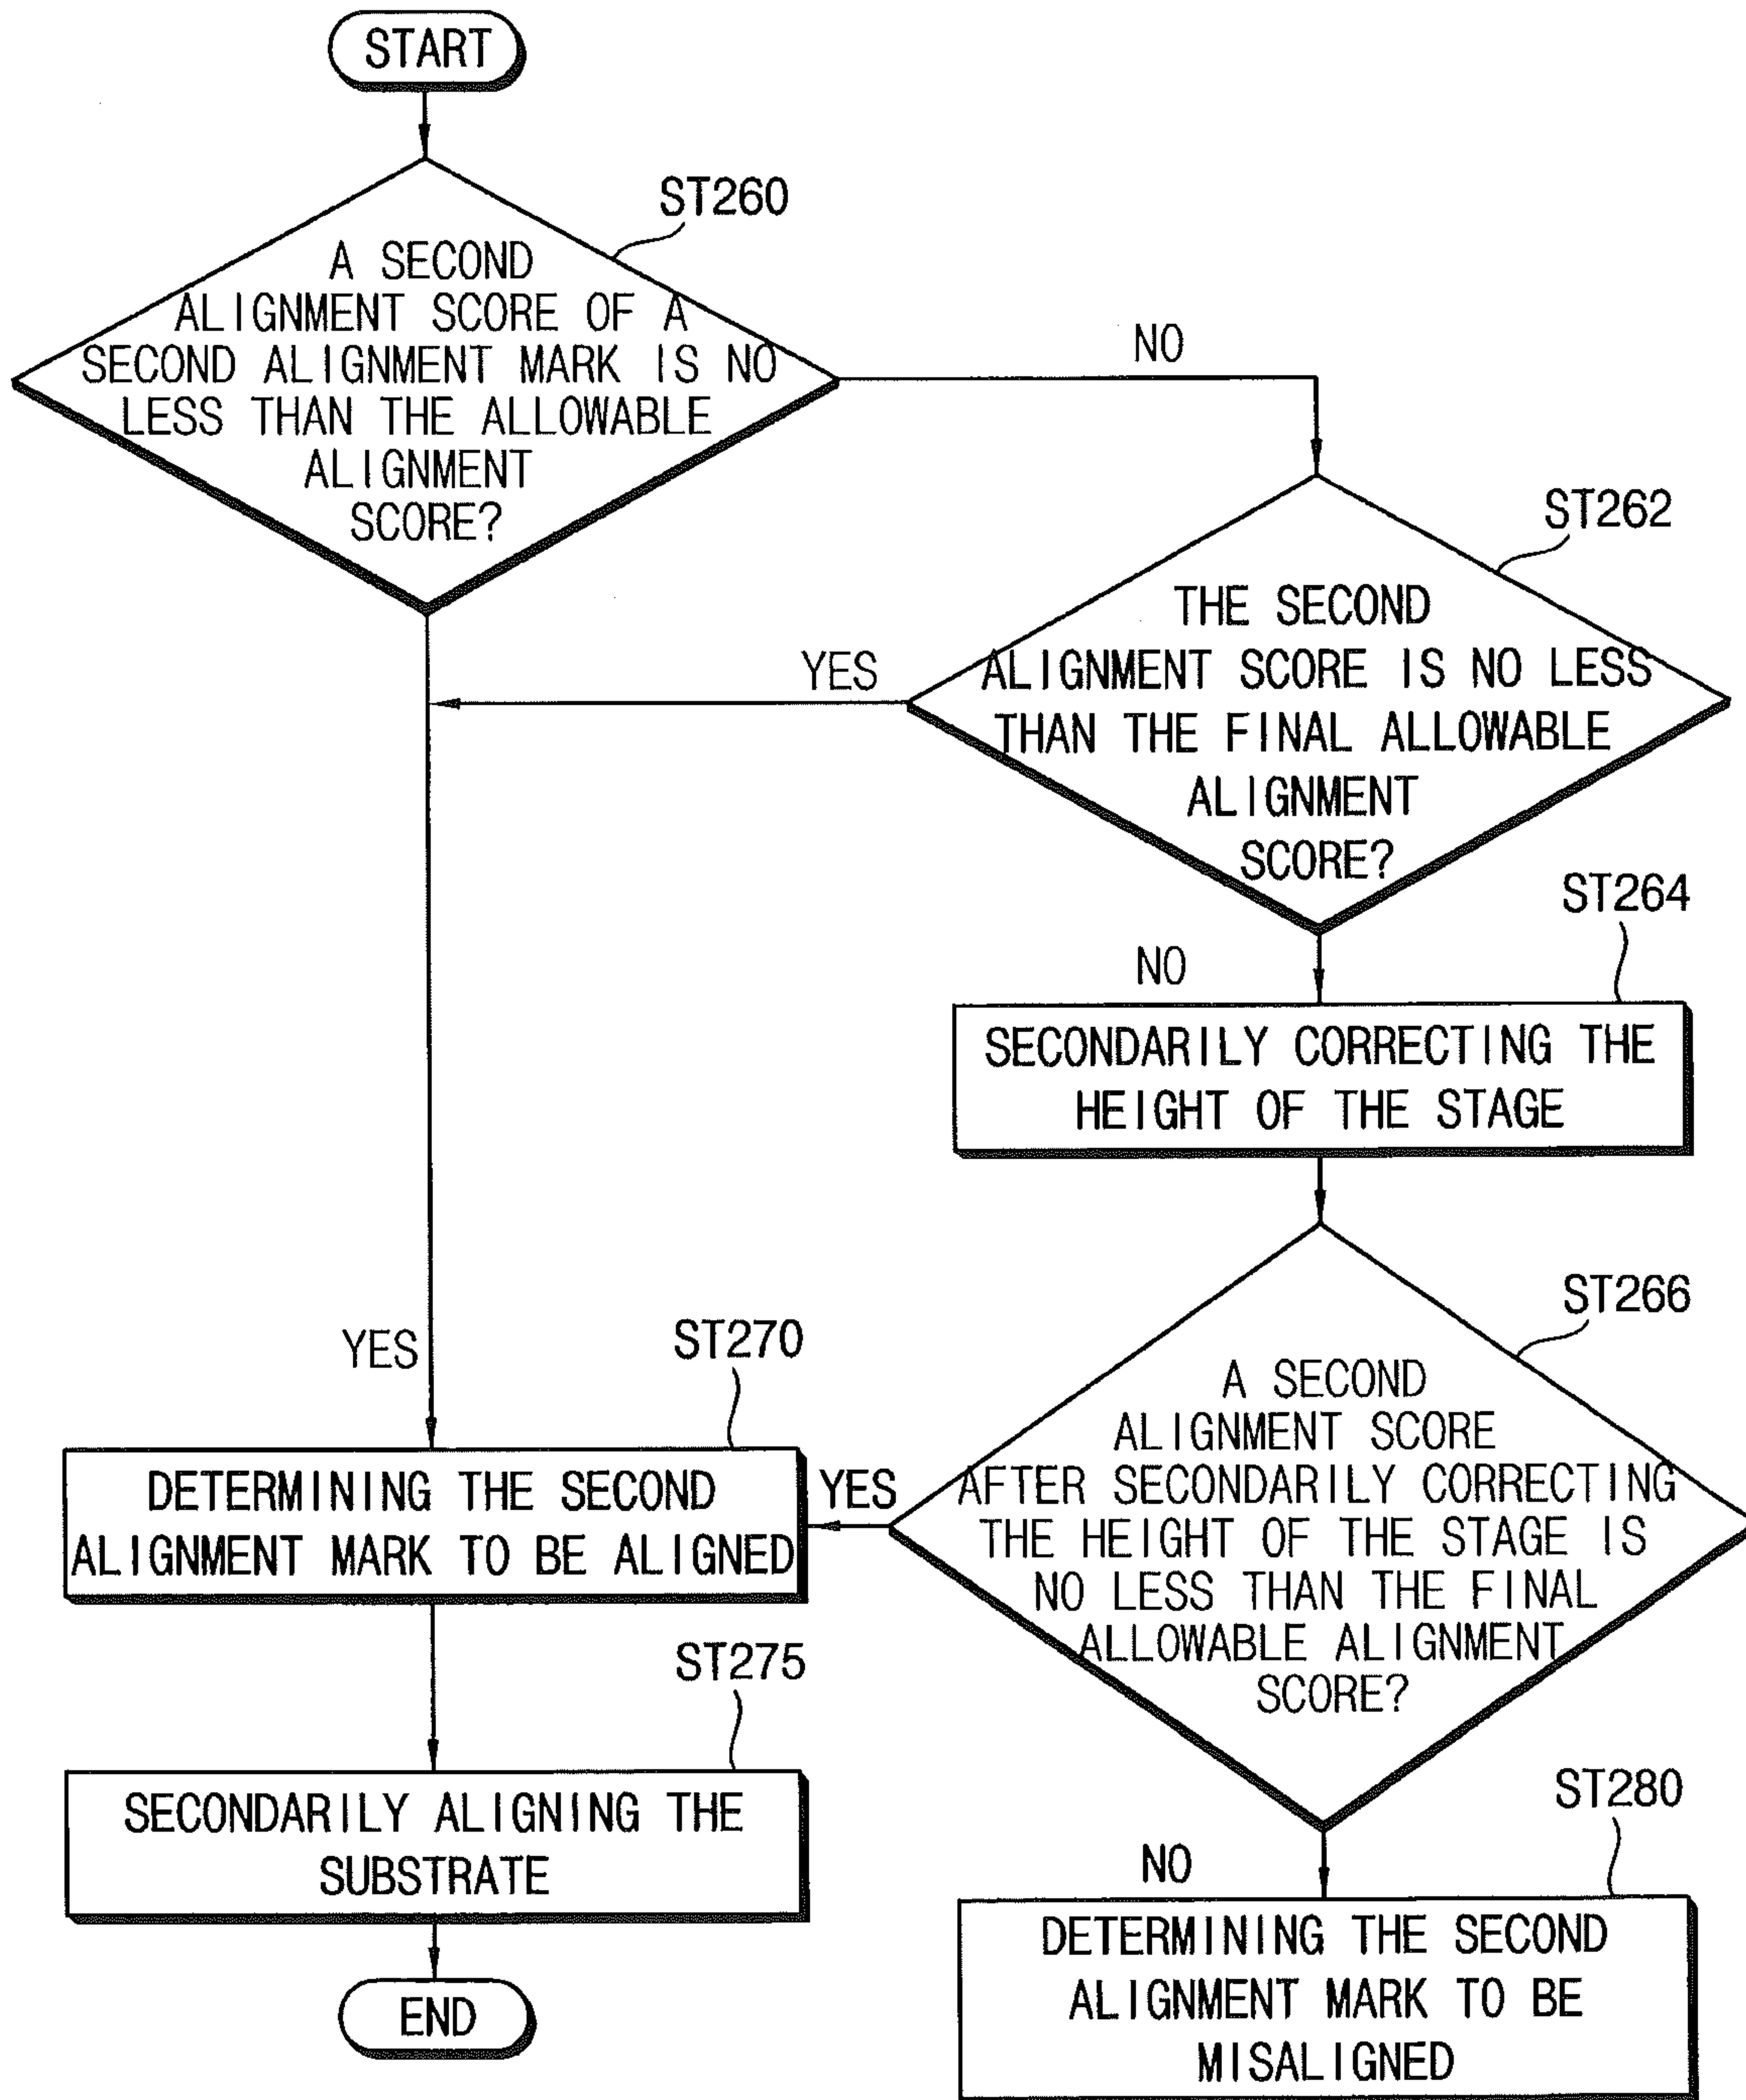 START
ST260
A SECOND
ALIGNMENT SCORE OF A
SECOND ALIGNMENT MARK IS NO
LESS THAN THE ALLOWABLE
ALIGNMENT
SCORE?
NO
ST262
THE SECOND
ALIGNMENT SCORE IS NO LESS
THAN THE FINAL ALLOWABLE
ALIGNMENT
SCORE?
YES
ST264
NO
SECONDARILY CORRECTING THE
HEIGHT OF THE STAGE
ST266
A SECOND
ALIGNMENT SCORE
AFTER SECONDARILY CORRECTING
THE HEIGHT OF THE STAGE IS
NO LESS THAN THE FINAL
ALLOWABLE ALIGNMENT
SCORE?
YES
YES
ST270
DETERMINING THE SECOND
ALIGNMENT MARK TO BE ALIGNED
ST275
SECONDARILY ALIGNING THE
SUBSTRATE
END
NO
ST280
DETERMINING THE SECOND
ALIGNMENT MARK TO BE
MISALIGNED